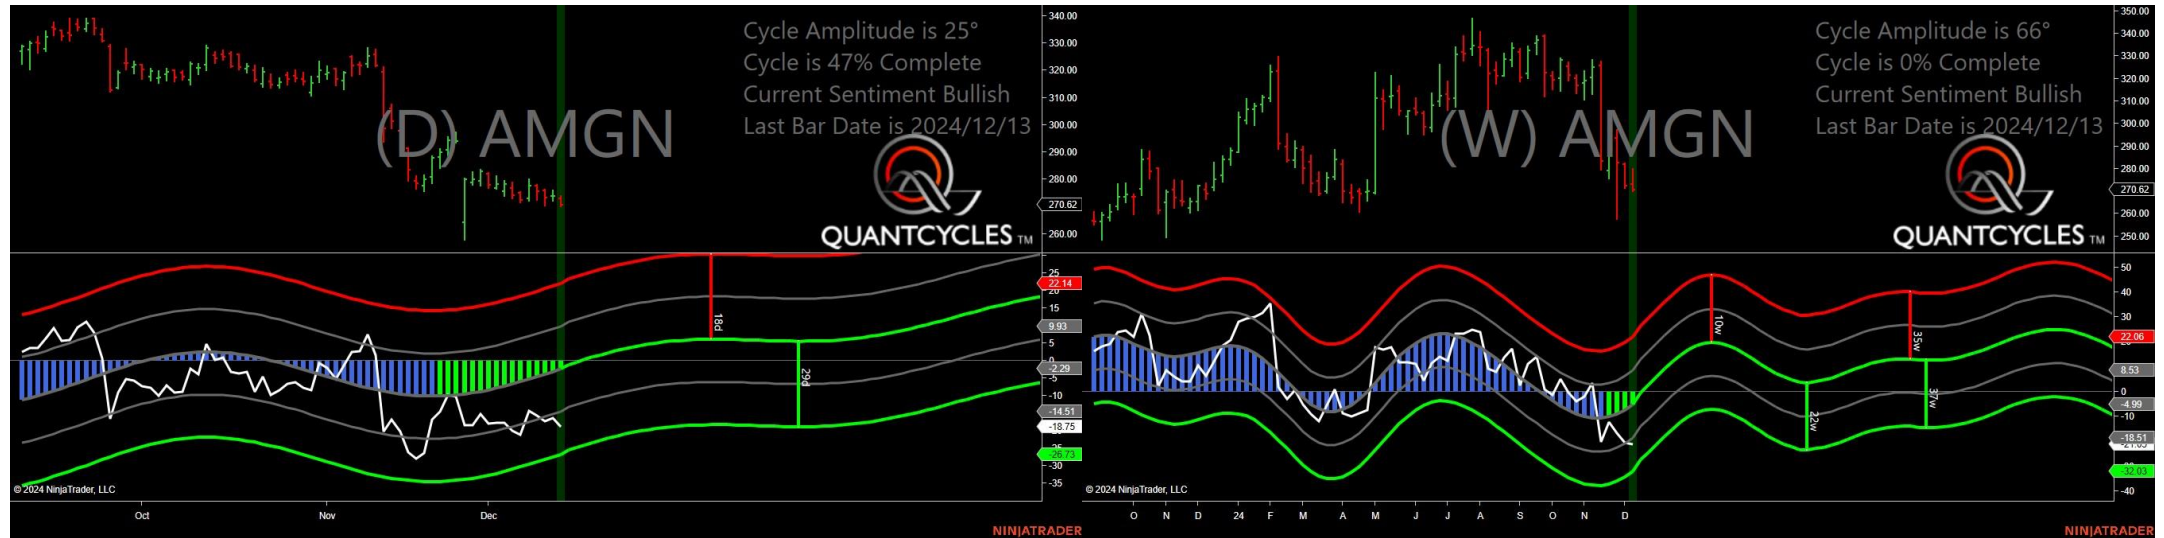 Cycle Amplitude is 25°
Cycle is 47% Complete
Current Sentiment Bullish
Last Bar Date is 2024/12/13
(D) AMGN
QUANTCYCLES TM
340.00
330.00
320.00
310.00
300.00
290.00
280.00
270.62
260.00
25
22.14
15
9.93
5
0
-2.29
-5
-10
-14.51
-18.75
-26.73
-30
-35
18d
29d
© 2024 NinjaTrader, LLC
Oct
Nov
Dec
NINJATRADER
Cycle Amplitude is 66°
Cycle is 0% Complete
Current Sentiment Bullish
Last Bar Date is 2024/12/13
(W) AMGN
QUANTCYCLES TM
350.00
340.00
330.00
320.00
310.00
300.00
290.00
280.00
270.62
260.00
250.00
50
40
30
22.06
8.53
0
-4.99
-10
-18.51
-32.03
-40
10w
22w
35w
37w
© 2024 NinjaTrader, LLC
O N D 24 F M A M J J A S O N D
NINJATRADER